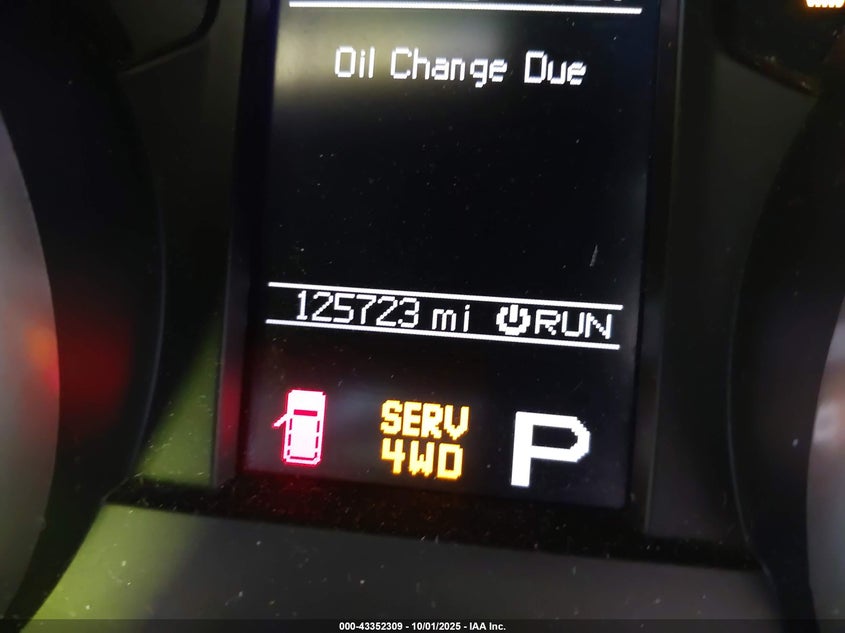 Oil Change Due
125723 mi RUN
SERV
4WD
P
000-43352309 - 10/01/2025 - IAA Inc.